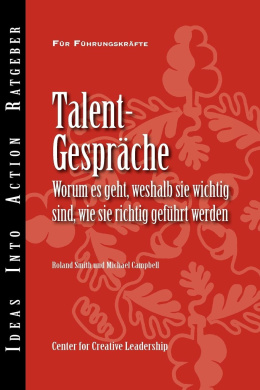 IDEAS INTO ACTION RATGEBER
FÜR FÜHRUNGSKRÄFTE
Talent-
Gespräche
Worum es geht, weshalb sie wichtig
sind, wie sie richtig geführt werden
Roland Smith und Michael Campbell
Center for Creative Leadership